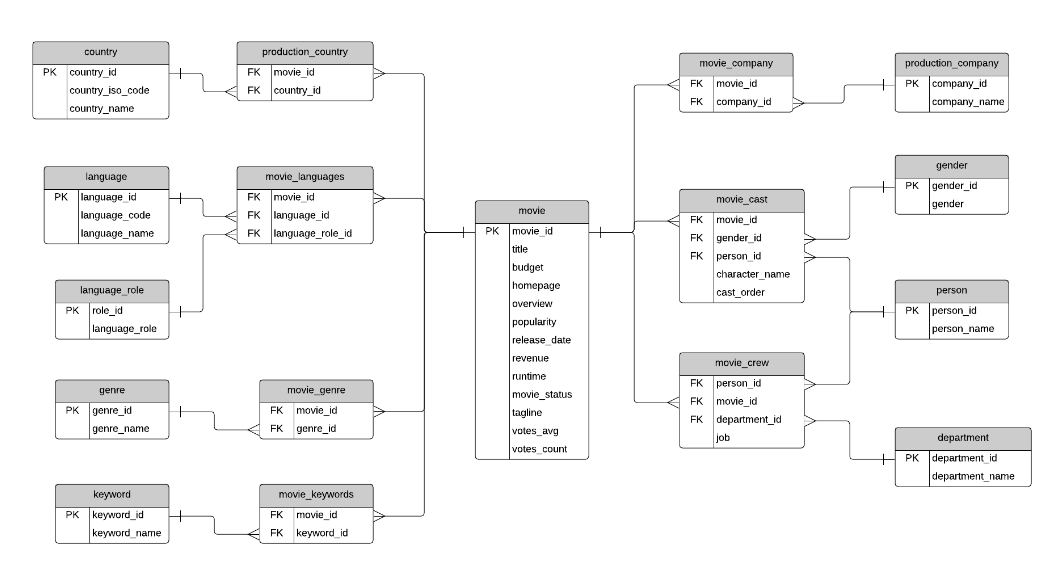 country
PK country_id
country_iso_code
country_name
production_country
FK movie_id
FK country_id
language
PK language_id
language_code
language_name
movie_languages
FK movie_id
FK language_id
FK language_role_id
language_role
PK role_id
language_role
genre
PK genre_id
genre_name
movie_genre
FK movie_id
FK genre_id
keyword
PK keyword_id
keyword_name
movie_keywords
FK movie_id
FK keyword_id
movie
PK movie_id
title
budget
homepage
overview
popularity
release_date
revenue
runtime
movie_status
tagline
votes_avg
votes_count
movie_company
FK movie_id
FK company_id
production_company
PK company_id
company_name
gender
PK gender_id
gender
movie_cast
FK movie_id
FK gender_id
FK person_id
character_name
cast_order
person
PK person_id
person_name
movie_crew
FK person_id
FK movie_id
FK department_id
job
department
PK department_id
department_name